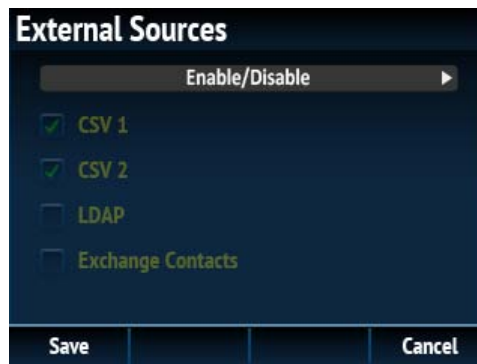 External Sources
Enable/Disable
CSV 1
CSV 2
LDAP
Exchange Contacts
Save Cancel